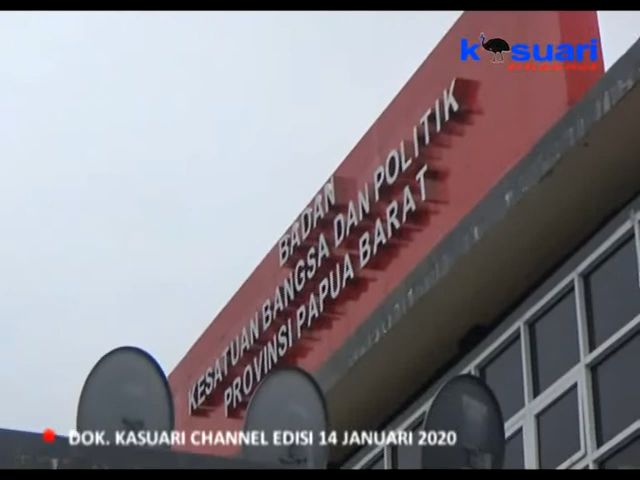 kasuari
BADAN
KESATUAN BANGSA DAN POLITIK
PROVINSI PAPUA BARAT
DOK. KASUARI CHANNEL EDISI 14 JANUARI 2020